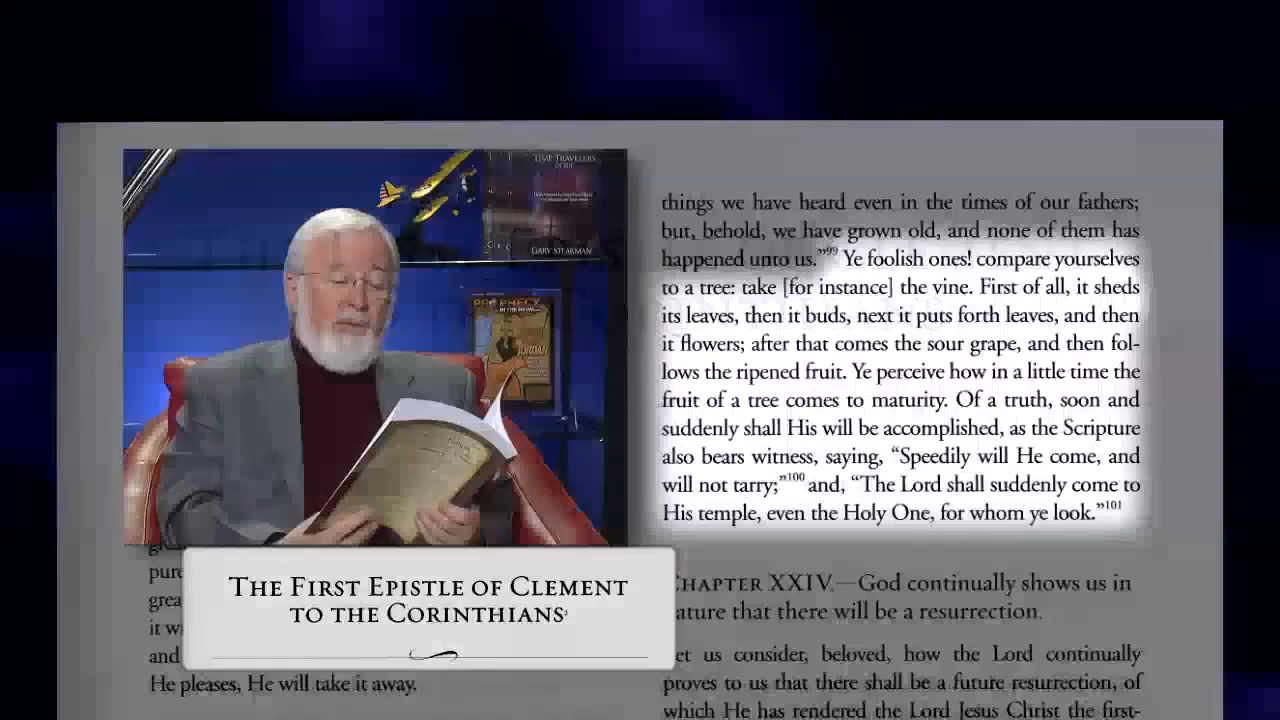 TIME TRAVELERS
GARY STEARMAN
PROPHECY
IN THE NEWS
JORDAN
things we have heard even in the times of our fathers;
but, behold, we have grown old, and none of them has
happened unto us.”99 Ye foolish ones! compare yourselves
to a tree: take [for instance] the vine. First of all, it sheds
its leaves, then it buds, next it puts forth leaves, and then
it flowers; after that comes the sour grape, and then fol-
lows the ripened fruit. Ye perceive how in a little time the
fruit of a tree comes to maturity. Of a truth, soon and
suddenly shall His will be accomplished, as the Scripture
also bears witness, saying, “Speedily will He come, and
will not tarry;”100 and, “The Lord shall suddenly come to
His temple, even the Holy One, for whom ye look.”101
THE FIRST EPISTLE OF CLEMENT
TO THE CORINTHIANS
pure
grea
it w
and
He pleases, He will take it away.
HAPTER XXIV.—God continually shows us in
ature that there will be a resurrection.
et us consider, beloved, how the Lord continually
proves to us that there shall be a future resurrection, of
which He has rendered the Lord Jesus Christ the first-